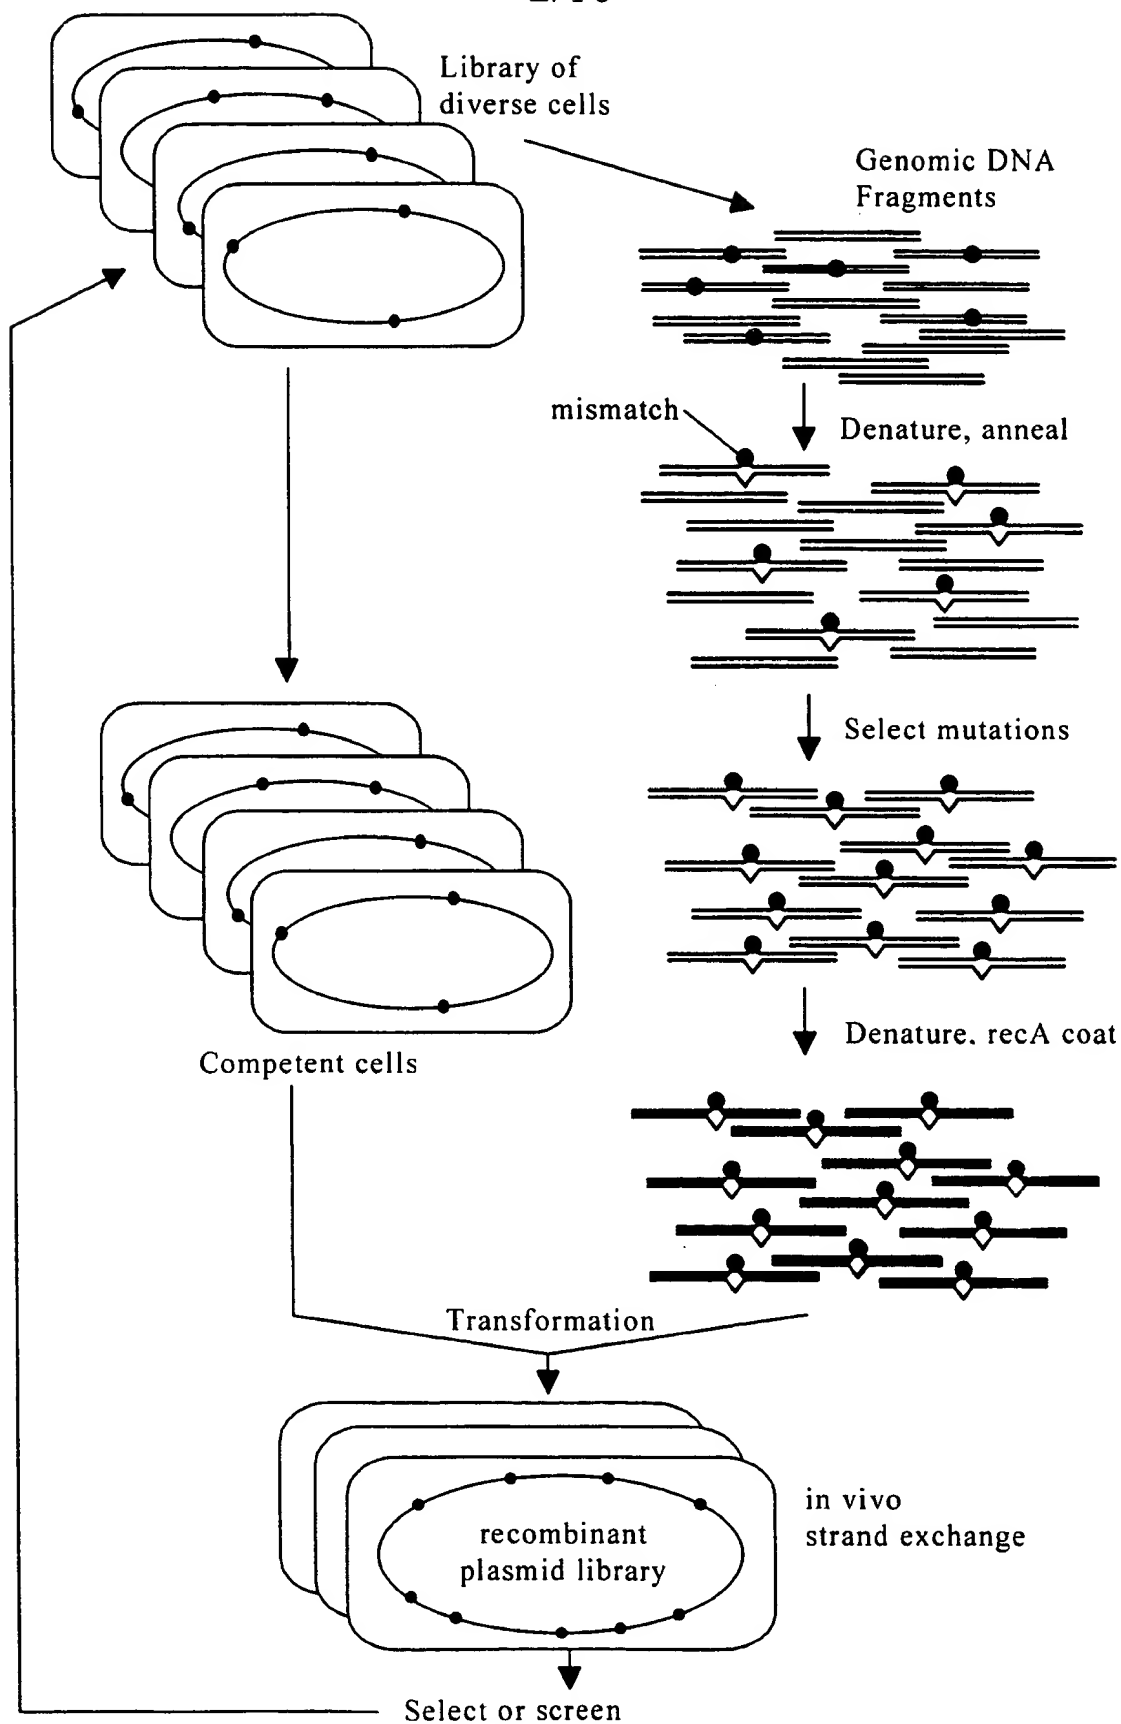 Library of
diverse cells
Genomic DNA
Fragments
mismatch
Denature, anneal
Select mutations
Denature. recA coat
Competent cells
Transformation
in vivo
strand exchange
recombinant
plasmid library
Select or screen